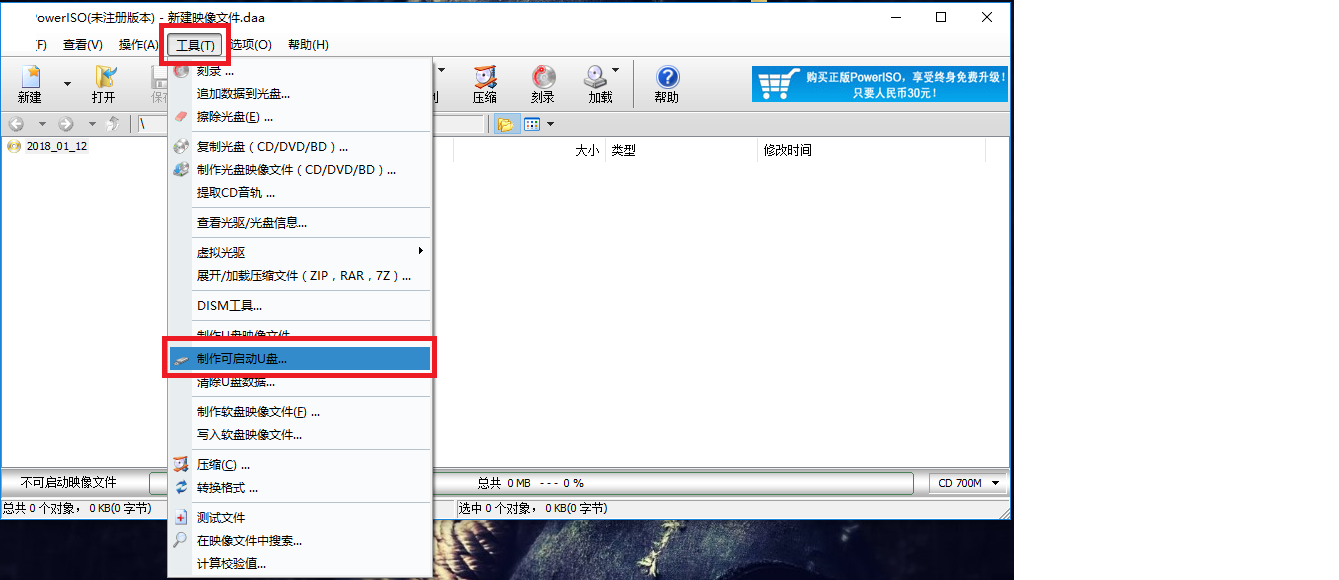 PowerISO(未注册版本) - 新建映像文件.daa
(F) 查看(V) 操作(A) 工具(T) 选项(O) 帮助(H)
新建 打开 保存 压缩 刻录 加载 帮助
购买正版PowerISO，享受终身免费升级！
只要人民币30元！
\
2018_01_12
大小 类型 修改时间
刻录 ...
追加数据到光盘...
擦除光盘(E) ...
复制光盘 ( CD/DVD/BD ) ...
制作光盘映像文件 ( CD/DVD/BD ) ...
提取CD音轨 ...
查看光驱/光盘信息...
虚拟光驱
展开/加载压缩文件 ( ZIP，RAR，7Z ) ...
DISM工具...
制作U盘映像文件
制作可启动U盘...
清除U盘数据...
制作软盘映像文件(F) ...
写入软盘映像文件...
压缩(C) ...
转换格式 ...
测试文件
在映像文件中搜索...
计算校验值...
不可启动映像文件 总共 0 MB --- 0 % CD 700M
总共 0 个对象， 0 KB(0 字节) 选中 0 个对象， 0 KB(0 字节)